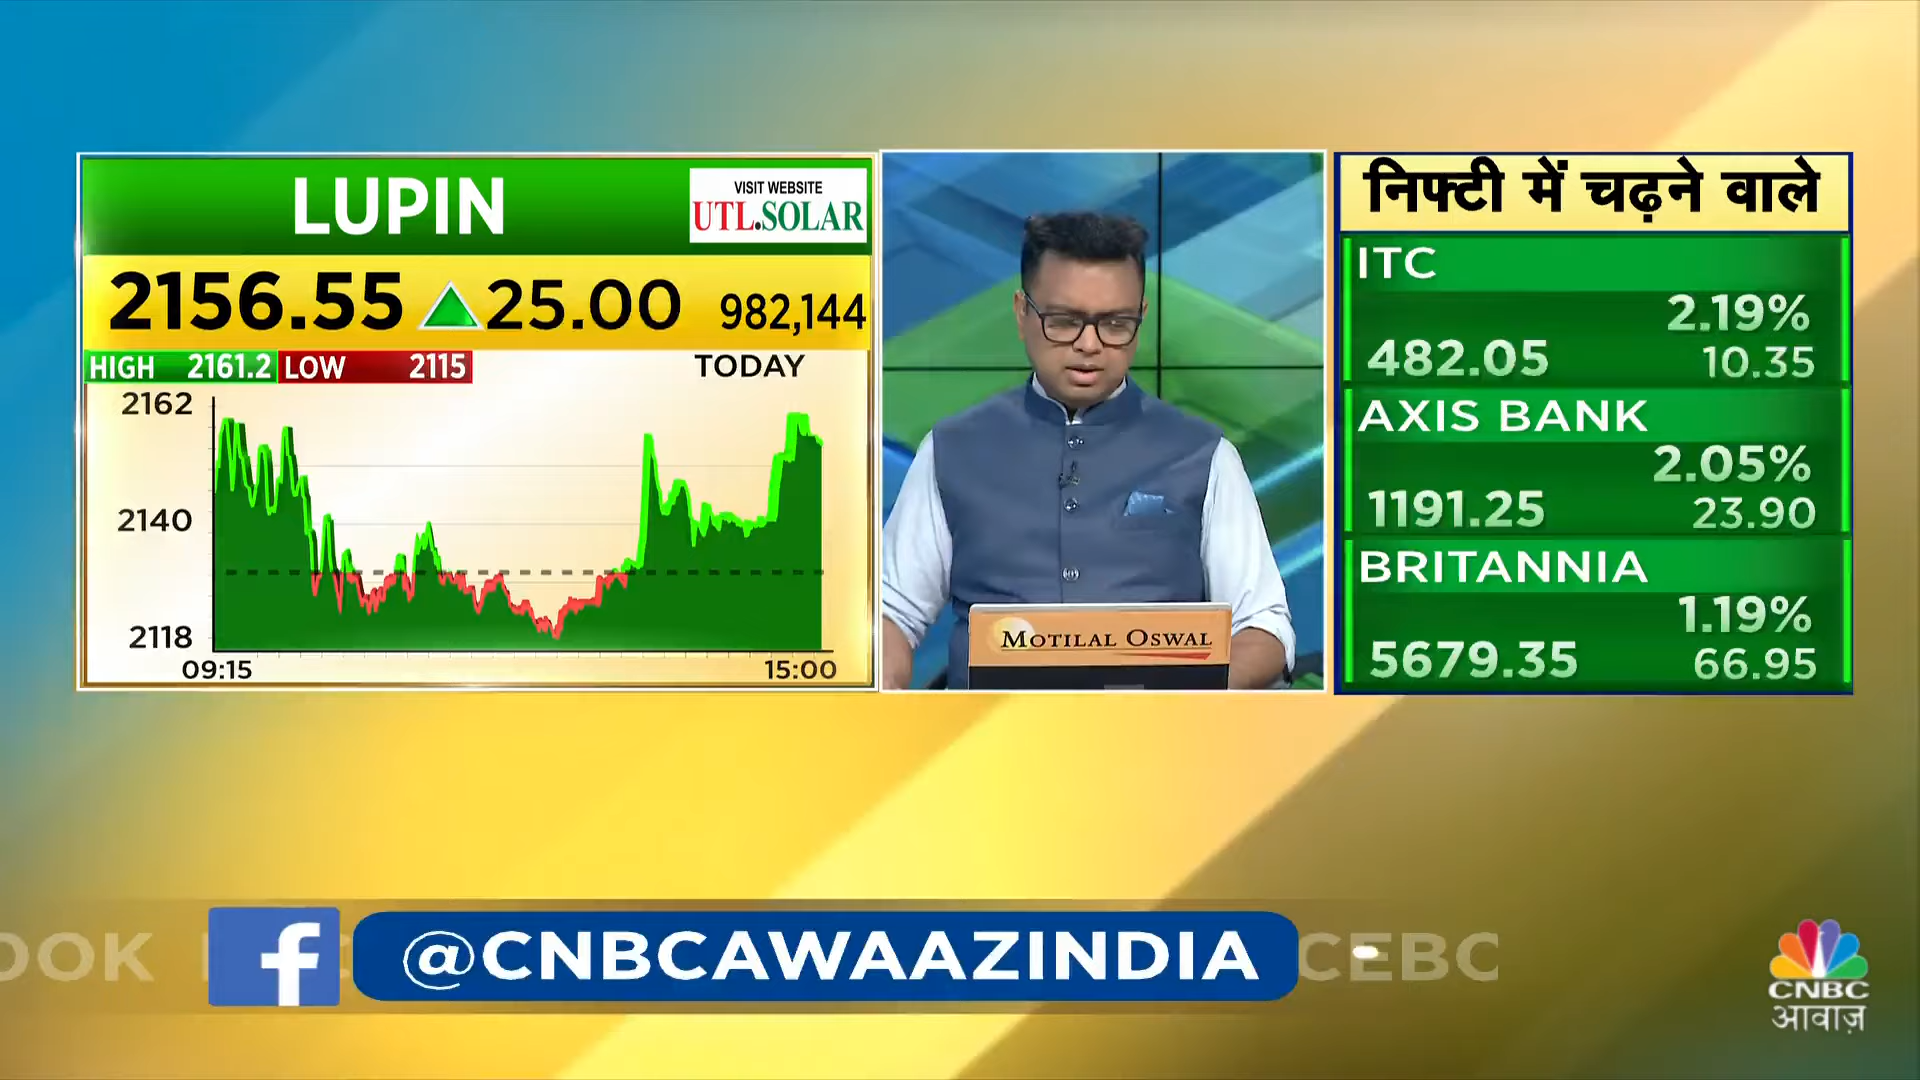 LUPIN
VISIT WEBSITE
UTL.SOLAR
2156.55 25.00 982,144
HIGH 2161.2 LOW 2115 TODAY
2162
2140
2118
09:15 15:00
MOTILAL OSWAL
निफ्टी में चढ़ने वाले
ITC
2.19%
482.05 10.35
AXIS BANK
2.05%
1191.25 23.90
BRITANNIA
1.19%
5679.35 66.95
f @CNBCAWAAZINDIA
CNBC
आवाज़